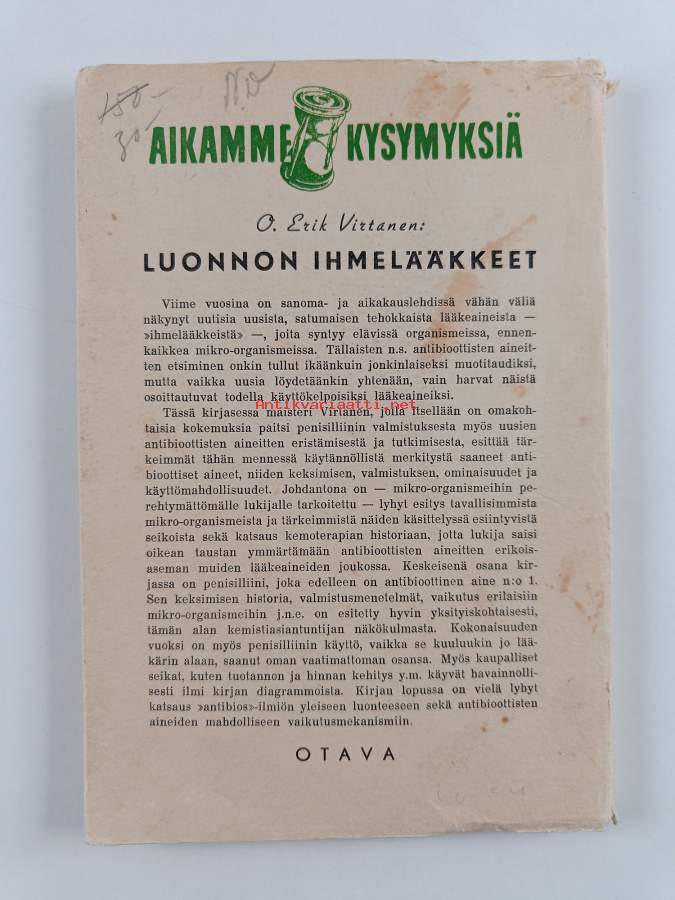 150-
N.O
30-
AIKAMME KYSYMYKSIÄ
O. Erik Virtanen:
LUONNON IHMELÄÄKKEET
Viime vuosina on sanoma- ja aikakauslehdissä vähän väliä
näkynyt uutisia uusista, satumaisen tehokkaista lääkeaineista —
»ihmelääkkeistä» —, joita syntyy elävissä organismeissa, ennen-
kaikkea mikro-organismeissa. Tällaisten n.s. antibioottisten aineit-
ten etsiminen onkin tullut ikäänkuin jonkinlaiseksi muotitaudiksi,
mutta vaikka uusia löydetäänkin yhtenään, vain harvat näistä
osoittautuvat todella käyttökelpoisiksi lääkeaineiksi.
Antikvariaatti.net
Tässä kirjasessa maisteri Virtanen, jolla itsellään on omakoh-
taisia kokemuksia paitsi penisilliinin valmistuksesta myös uusien
antibioottisten aineitten eristämisestä ja tutkimisesta, esittää tär-
keimmät tähän mennessä käytännöllistä merkitystä saaneet anti-
bioottiset aineet, niiden keksimisen, valmistuksen, ominaisuudet ja
käyttömahdollisuudet. Johdantona on — mikro-organismeihin pe-
rehtymättömälle lukijalle tarkoitettu — lyhyt esitys tavallisimmista
mikro-organismeista ja tärkeimmistä näiden käsittelyssä esiintyvistä
seikoista sekä katsaus kemoterapian historiaan, jotta lukija saisi
oikean taustan ymmärtämään antibioottisten aineitten erikois-
aseman muiden lääkeaineiden joukossa. Keskeisenä osana kir-
jassa on penisilliini, joka edelleen on antibioottinen aine n:o 1.
Sen keksimisen historia, valmistusmenetelmät, vaikutus erilaisiin
mikro-organismeihin j.n.e. on esitetty hyvin yksityiskohtaisesti,
tämän alan kemistiasiantuntijan näkökulmasta. Kokonaisuuden
vuoksi on myös penisilliinin käyttö, vaikka se kuuluukin jo lää-
kärin alaan, saanut oman vaatimattoman osansa. Myös kaupalliset
seikat, kuten tuotannon ja hinnan kehitys y.m. käyvät havainnolli-
sesti ilmi kirjan diagrammoista. Kirjan lopussa on vielä lyhyt
katsaus »antibios»-ilmiön yleiseen luonteeseen sekä antibioottisten
aineiden mahdolliseen vaikutusmekanismiin.
OTAVA